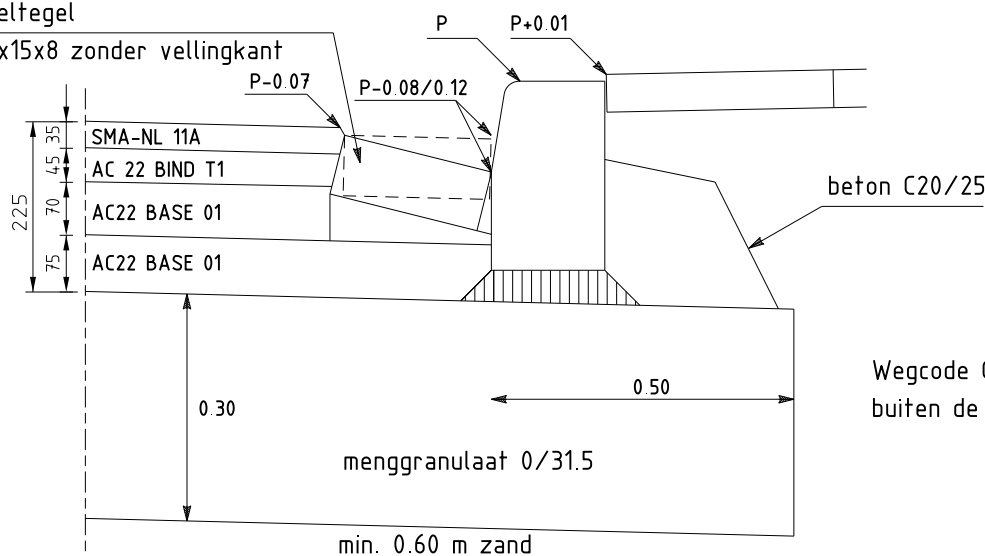 eltegel
x15x8 zonder vellingkant
P
P+0.01
P-0.07
P-0.08/0.12
35
SMA-NL 11A
45
AC 22 BIND T1
225
70
AC22 BASE 01
75
AC22 BASE 01
beton C20/25
0.30
0.50
Wegcode
buiten de
menggranulaat 0/31.5
min. 0.60 m zand